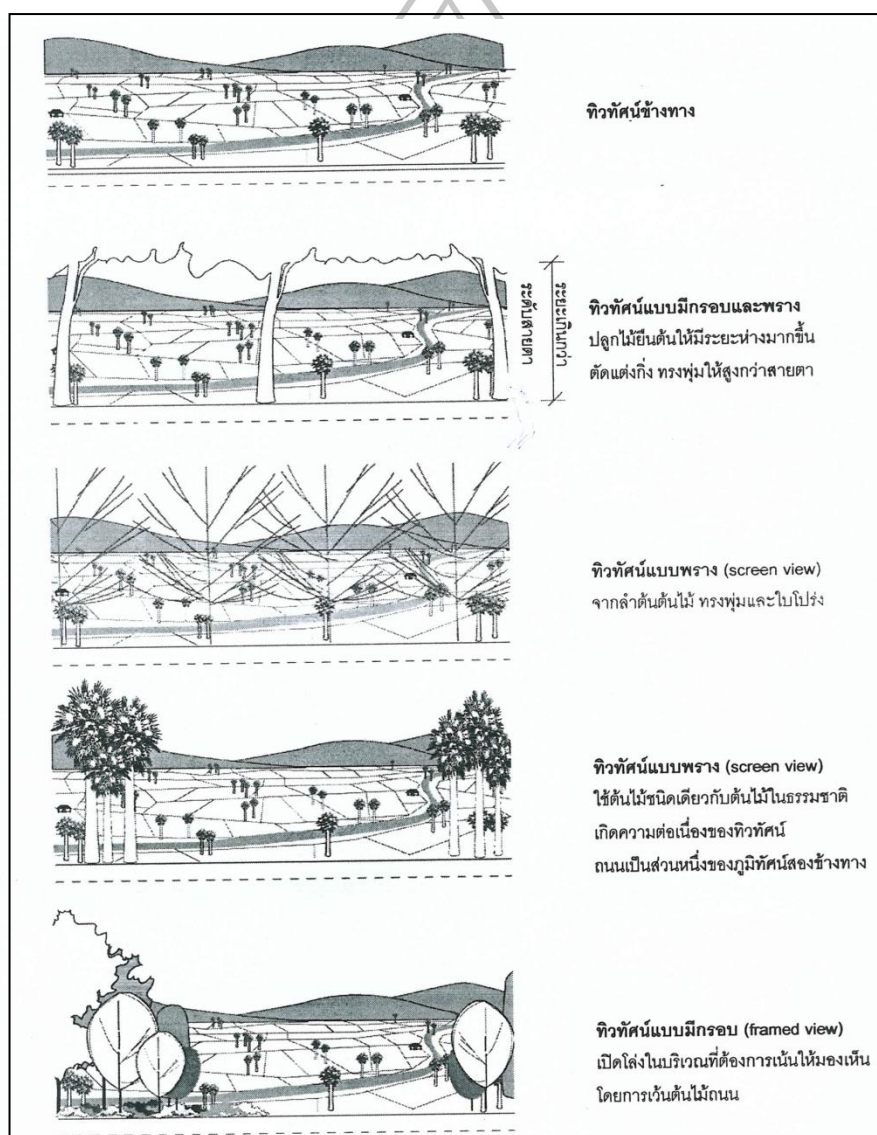 ทิวทัศน์ข้างทาง
ทิวทัศน์แบบมีกรอบและพราง
ปลูกไม้ยืนต้นให้มีระยะห่างมากขึ้น
ตัดแต่งกิ่ง ทรงพุ่มให้สูงกว่าสายตา
ระยะเกินกว่า
ระดับสายตา
ทิวทัศน์แบบพราง (screen view)
จากลำต้นต้นไม้ ทรงพุ่มและใบโปร่ง
ทิวทัศน์แบบพราง (screen view)
ใช้ต้นไม้ชนิดเดียวกับต้นไม้ในธรรมชาติ
เกิดความต่อเนื่องของทิวทัศน์
ถนนเป็นส่วนหนึ่งของภูมิทัศน์สองข้างทาง
ทิวทัศน์แบบมีกรอบ (framed view)
เปิดโล่งในบริเวณที่ต้องการเน้นให้มองเห็น
โดยการเว้นต้นไม้ถนน